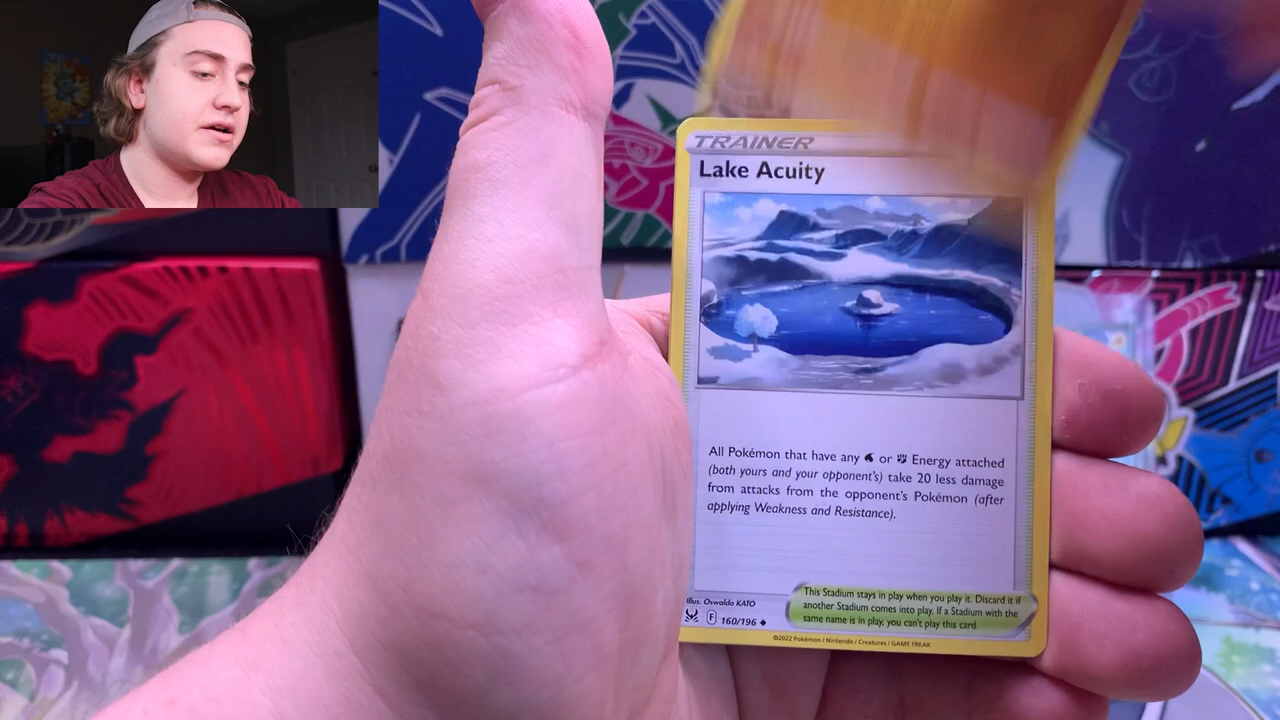 TRAINER
Lake Acuity
All Pokémon that have any or Energy attached
(both yours and your opponent's) take 20 less damage
from attacks from the opponent's Pokémon (after
applying Weakness and Resistance).
This Stadium stays in play when you play it. Discard it if
another Stadium comes into play. If a Stadium with the
same name is in play, you can't play this card.
Illus. Oswaldo KATO
F 160/196
©2022 Pokémon / Nintendo / Creatures / GAME FREAK